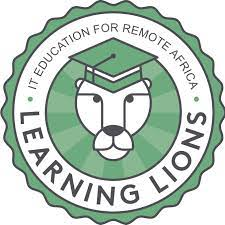 • IT EDUCATION FOR REMOTE AFRICA •
LEARNING LIONS